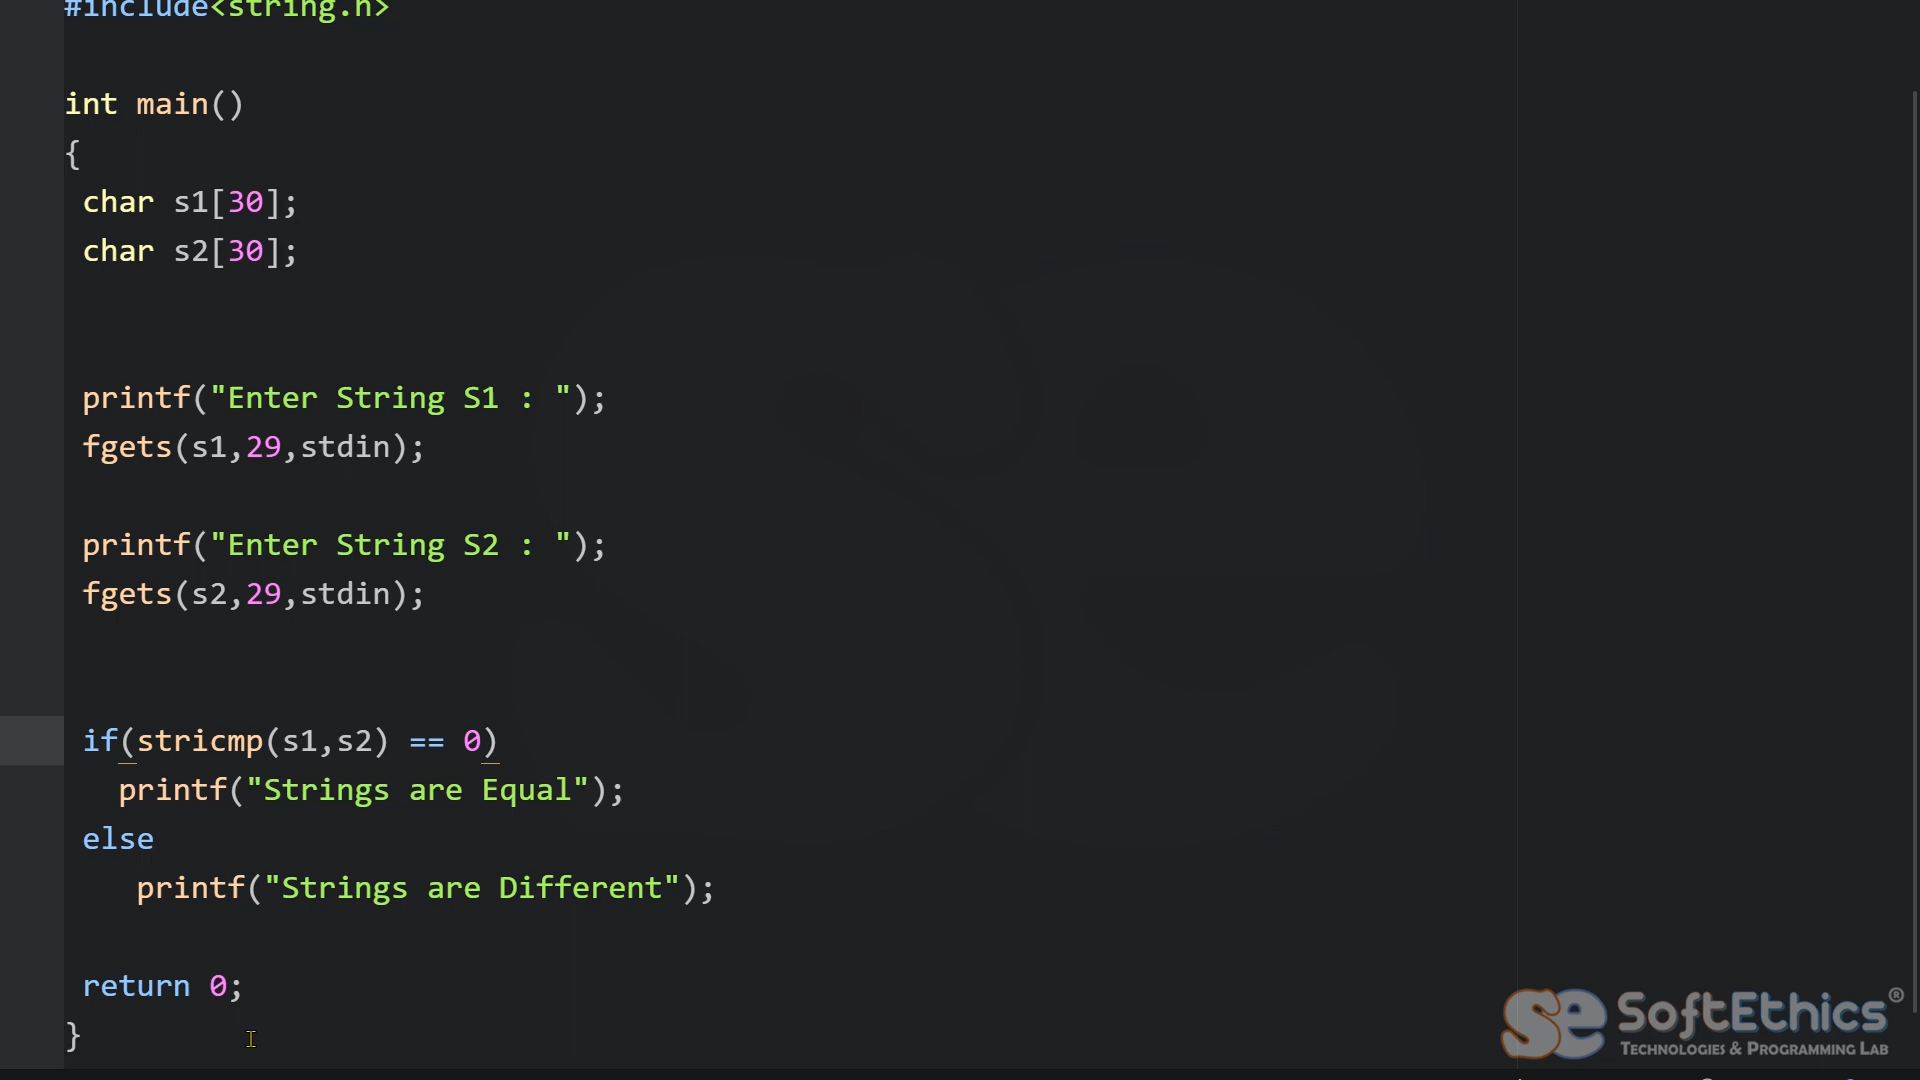 #include<string.h>
int main()
{
char s1[30];
char s2[30];
printf("Enter String S1 : ");
fgets(s1,29,stdin);
printf("Enter String S2 : ");
fgets(s2,29,stdin);
if(stricmp(s1,s2) == 0)
printf("Strings are Equal");
else
printf("Strings are Different");
return 0;
}
se SoftEthics®
Technologies & Programming Lab